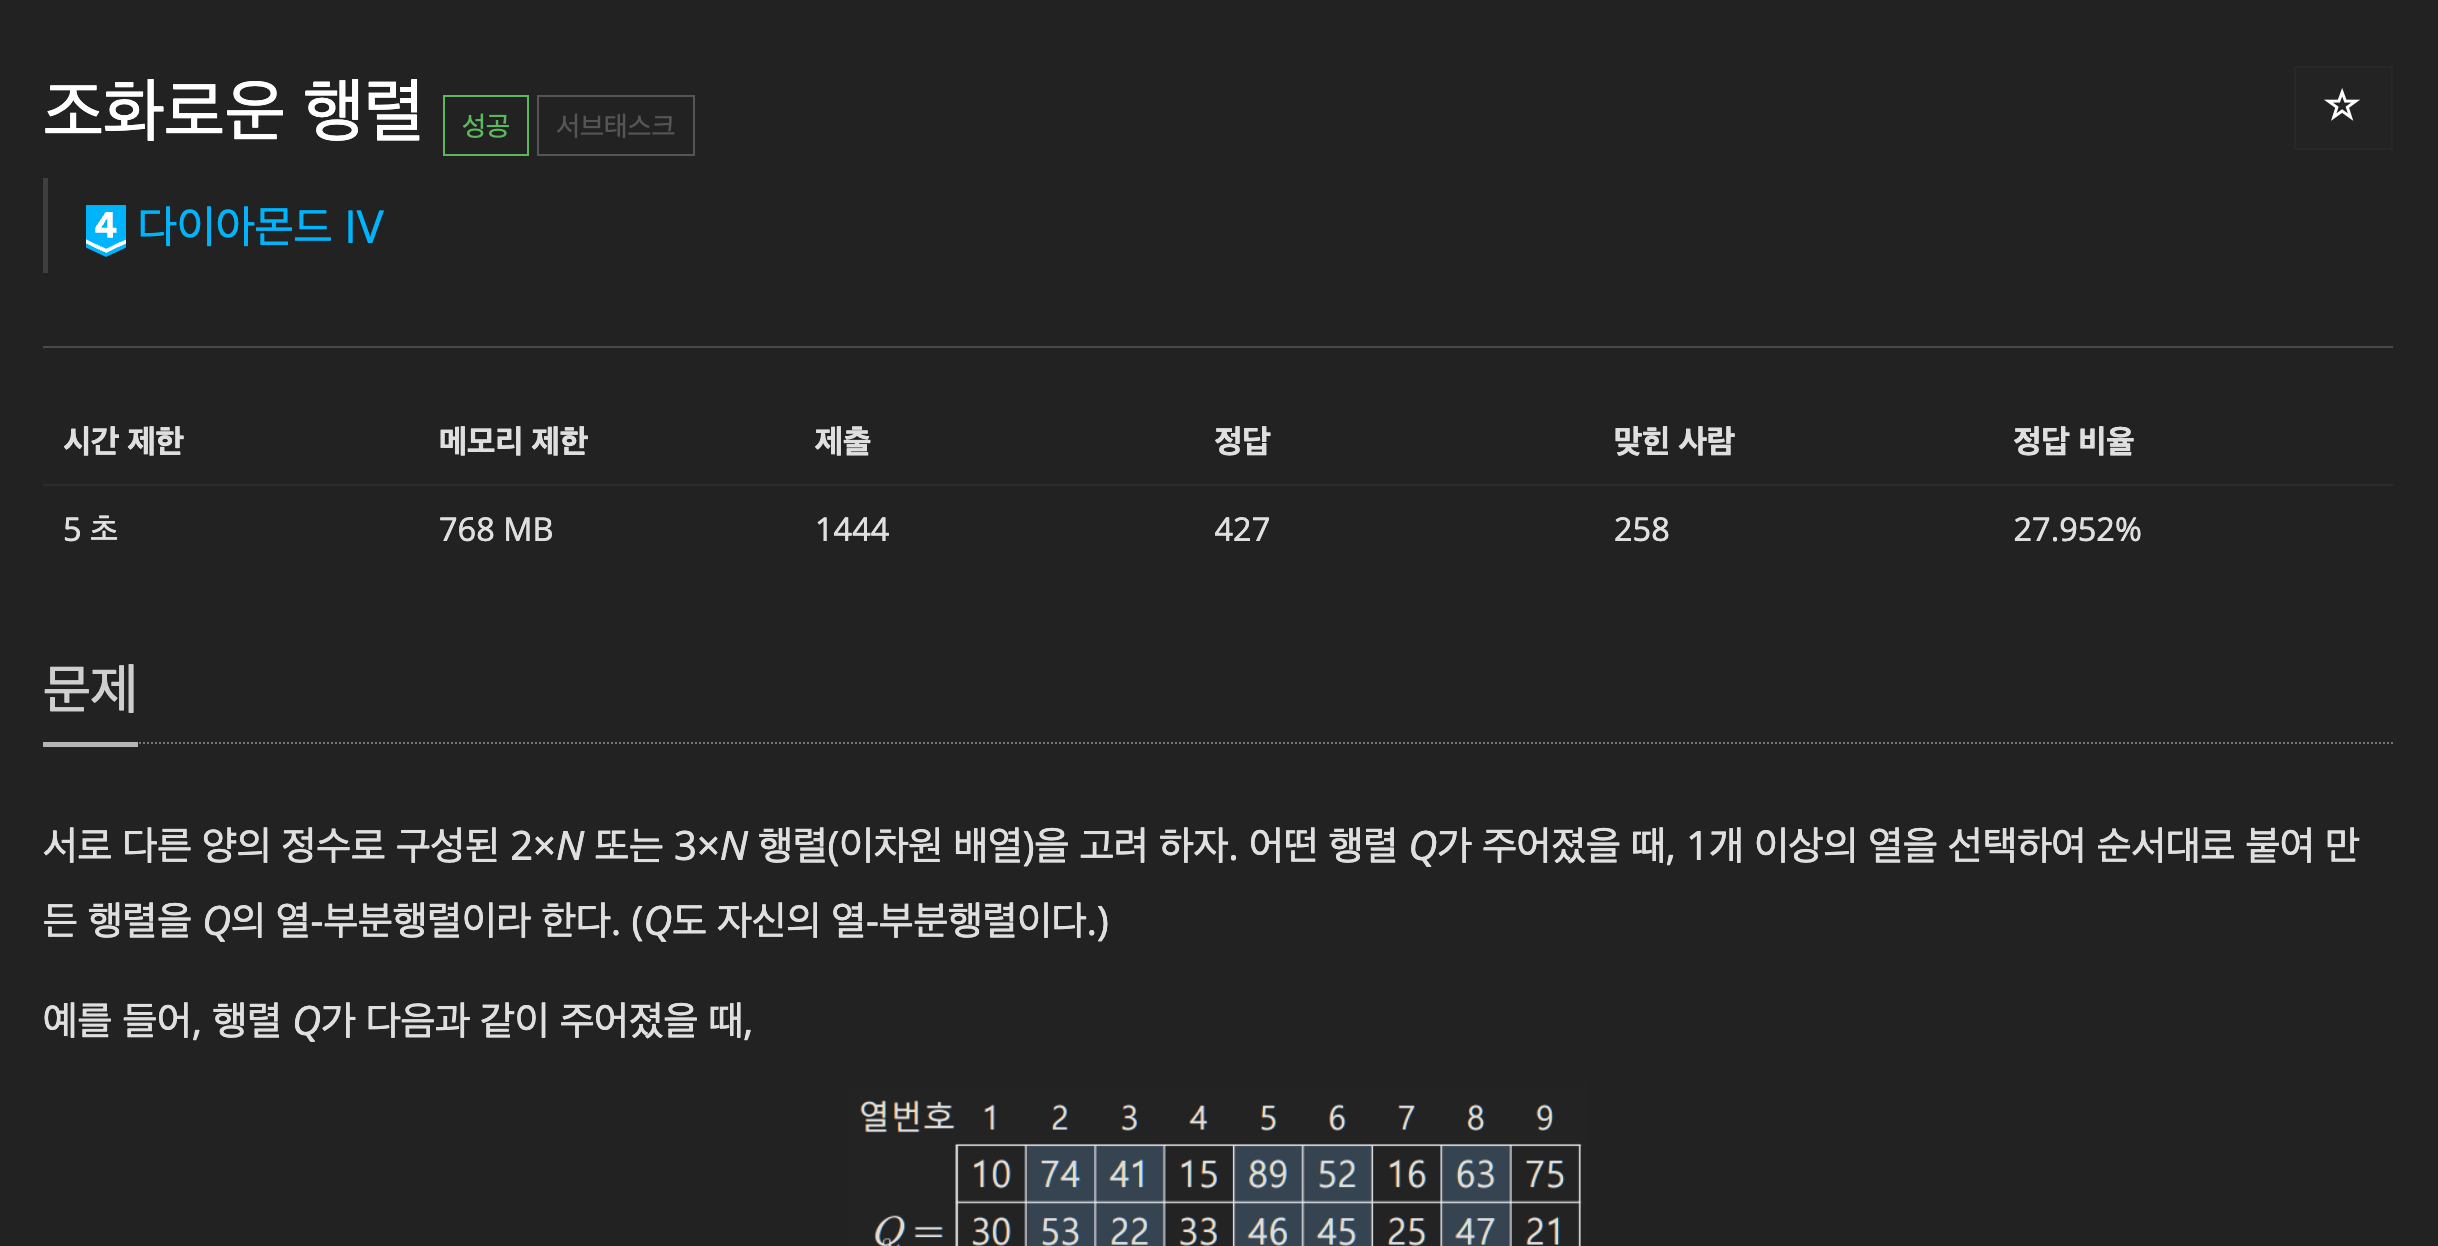 조화로운 행렬 성공 서브태스크
4 다이아몬드 IV
시간 제한 메모리 제한 제출 정답 맞힌 사람 정답 비율
5 초 768 MB 1444 427 258 27.952%
문제
서로 다른 양의 정수로 구성된 2×N 또는 3×N 행렬(이차원 배열)을 고려 하자. 어떤 행렬 Q가 주어졌을 때, 1개 이상의 열을 선택하여 순서대로 붙여 만
든 행렬을 Q의 열-부분행렬이라 한다. (Q도 자신의 열-부분행렬이다.)
예를 들어, 행렬 Q가 다음과 같이 주어졌을 때,
열번호 1 2 3 4 5 6 7 8 9
10 74 41 15 89 52 16 63 75
Q = 30 53 22 33 46 45 25 47 21